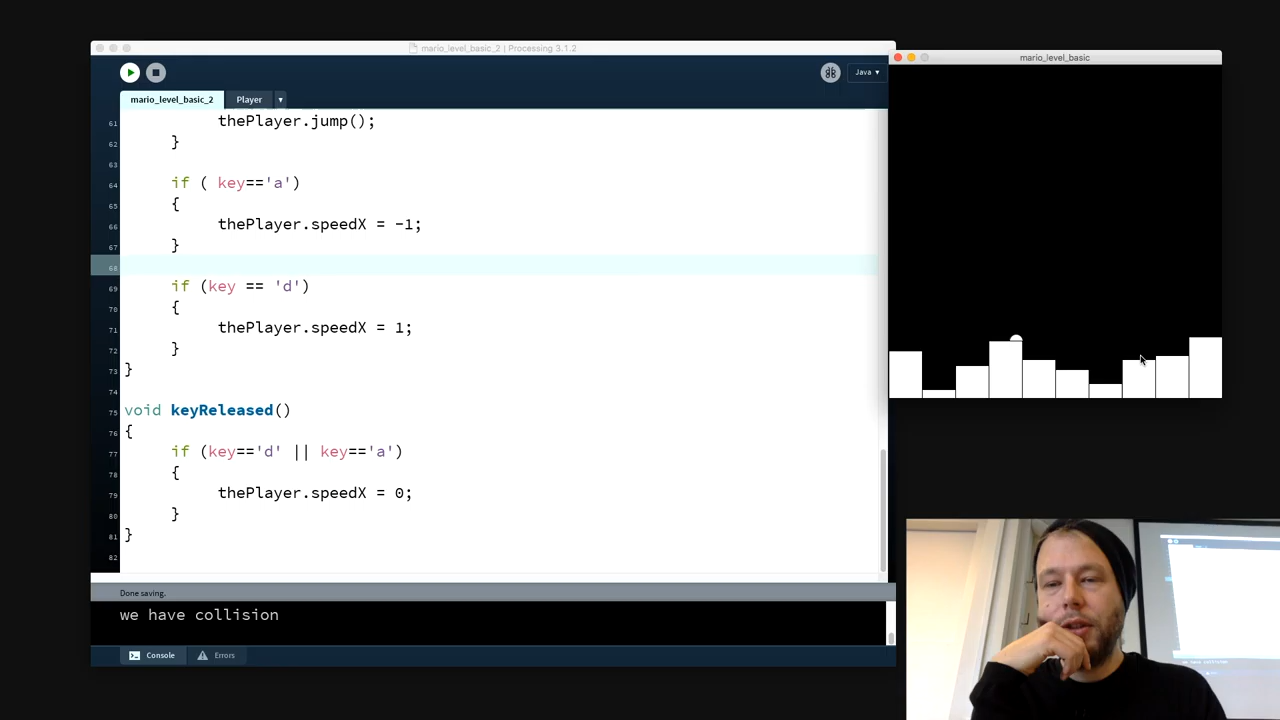 mario_level_basic_2 | Processing 3.1.2
mario_level_basic
Java ▾
mario_level_basic_2 Player ▾
61 thePlayer.jump();
62 }
63
64 if ( key=='a')
65 {
66 thePlayer.speedX = -1;
67 }
68
69 if (key == 'd')
70 {
71 thePlayer.speedX = 1;
72 }
73 }
74
75 void keyReleased()
76 {
77 if (key=='d' || key=='a')
78 {
79 thePlayer.speedX = 0;
80 }
81 }
82
Done saving.
we have collision
Console Errors